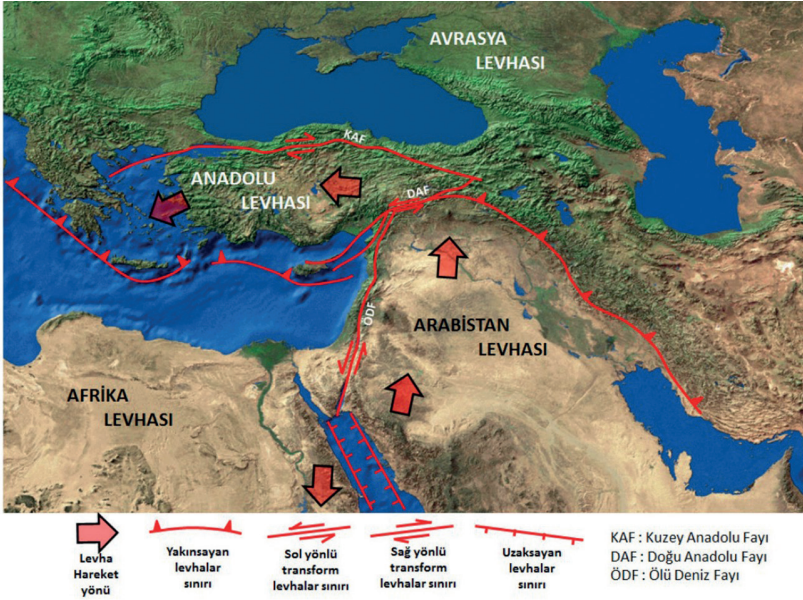 AVRASYA
LEVHASI
KAF
ANADOLU
LEVHASI
DAF
ÖDF
ARABİSTAN
LEVHASI
AFRİKA
LEVHASI
Levha
Hareket
yönü
Yakınsayan
levhalar
sınırı
Sol yönlü
transform
levhalar sınırı
Sağ yönlü
transform
levhalar sınırı
Uzaksayan
levhalar
sınırı
KAF : Kuzey Anadolu Fayı
DAF : Doğu Anadolu Fayı
ÖDF : Ölü Deniz Fayı